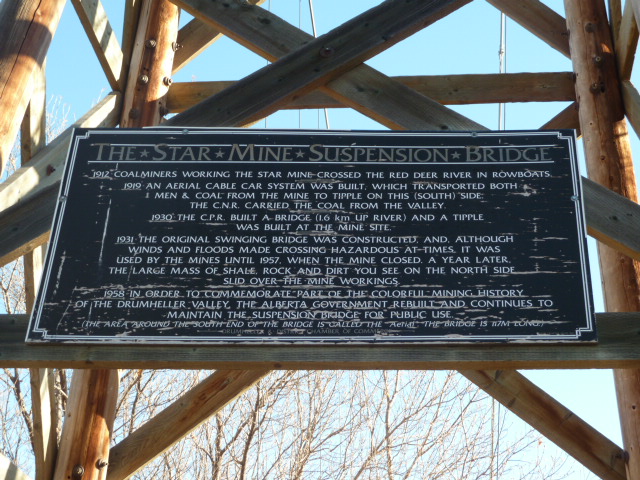 THE ★ STAR ★ MINE ★ SUSPENSION ★ BRIDGE
1912 COALMINERS WORKING THE STAR MINE CROSSED THE RED DEER RIVER IN ROWBOATS.
1919 AN AERIAL CABLE CAR SYSTEM WAS BUILT, WHICH TRANSPORTED BOTH
MEN & COAL FROM THE MINE TO TIPPLE ON THIS (SOUTH) SIDE.
THE C.N.R. CARRIED THE COAL FROM THE VALLEY.
1930 THE C.P.R. BUILT A BRIDGE (1.6 km UP RIVER) AND A TIPPLE
WAS BUILT AT THE MINE SITE.
1931 THE ORIGINAL SWINGING BRIDGE WAS CONSTRUCTED, AND, ALTHOUGH
WINDS AND FLOODS MADE CROSSING HAZARDOUS AT TIMES, IT WAS
USED BY THE MINES UNTIL 1957, WHEN THE MINE CLOSED. A YEAR LATER,
THE LARGE MASS OF SHALE, ROCK AND DIRT YOU SEE ON THE NORTH SIDE
SLID OVER THE MINE WORKINGS.
1958 IN ORDER TO COMMEMORATE PART OF THE COLORFUL MINING HISTORY
OF THE DRUMHELLER VALLEY, THE ALBERTA GOVERNMENT REBUILT AND CONTINUES TO
MAINTAIN THE SUSPENSION BRIDGE FOR PUBLIC USE.
(THE AREA AROUND THE SOUTH END OF THE BRIDGE IS CALLED THE "Aerial". THE BRIDGE IS 117M LONG.)
DRUMHELLER & DISTRICT CHAMBER OF COMMERCE